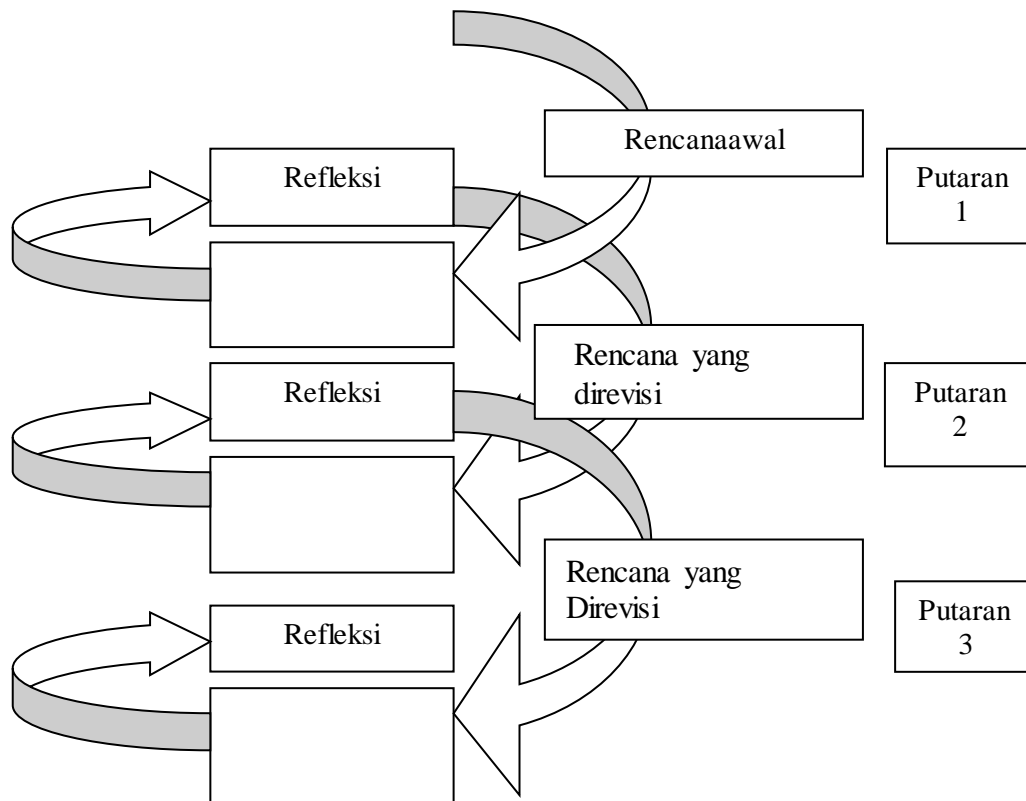 Rencanaawal
Refleksi
Putaran
1
Rencana yang
direvisi
Refleksi
Putaran
2
Rencana yang
Direvisi
Refleksi
Putaran
3